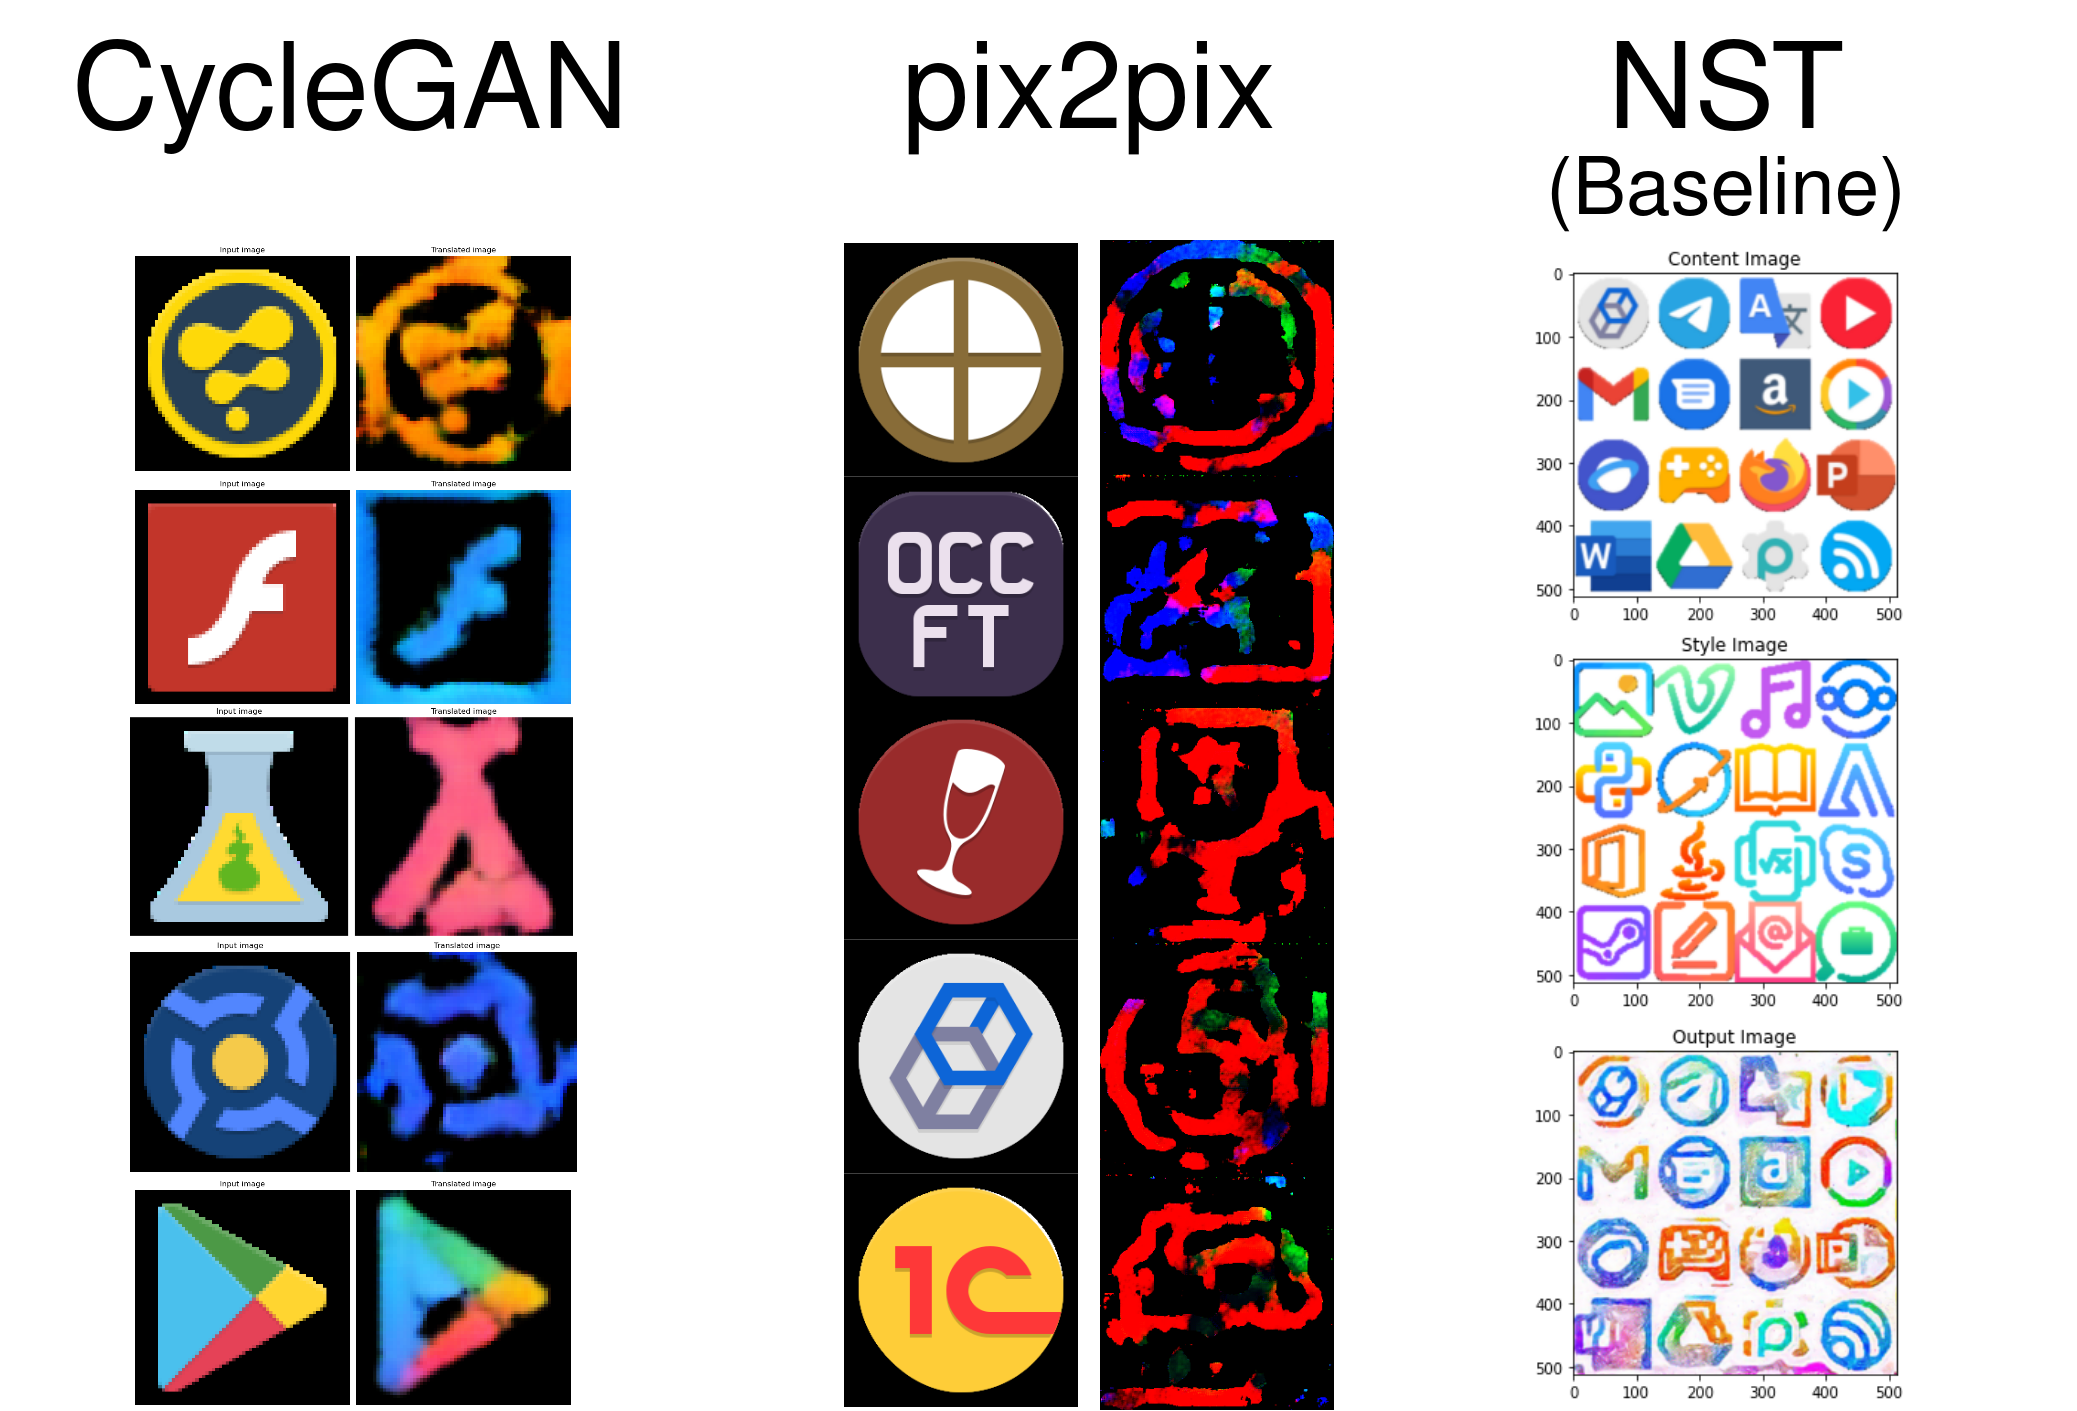 CycleGAN
Input image Translated image
Input image Translated image
Input image Translated image
Input image Translated image
Input image Translated image
pix2pix
OCC
FT
1C
NST
(Baseline)
Content Image
0
100
200
300
400
500
0 100 200 300 400 500
A 文
a
P
W
Style Image
0
100
200
300
400
500
0 100 200 300 400 500
√x S
@
Output Image
0
100
200
300
400
500
0 100 200 300 400 500
a
P